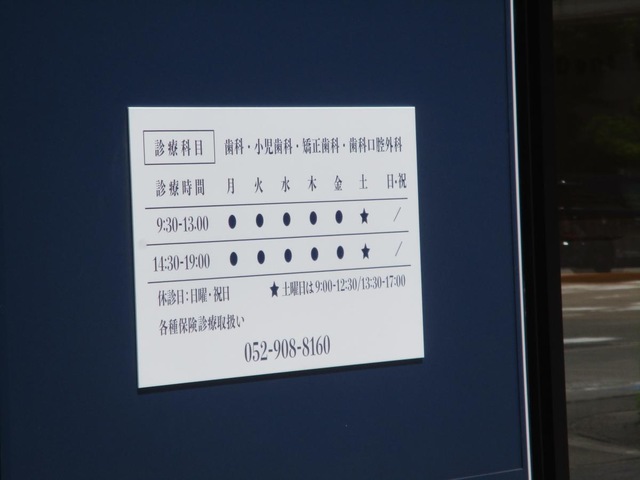 診療科目 歯科・小児歯科・矯正歯科・歯科口腔外科
診療時間 月 火 水 木 金 土 日・祝
9:30-13:00 ● ● ● ● ● ★ /
14:30-19:00 ● ● ● ● ● ★ /
休診日:日曜・祝日 ★土曜日は9:00-12:30/13:30-17:00
各種保険診療取扱い
052-908-8160